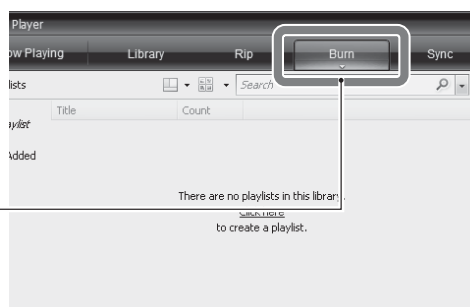 Player
ow Playing Library Rip Burn Sync
lists Search
Title Count
aylist
Added
There are no playlists in this library.
Click here
to create a playlist.